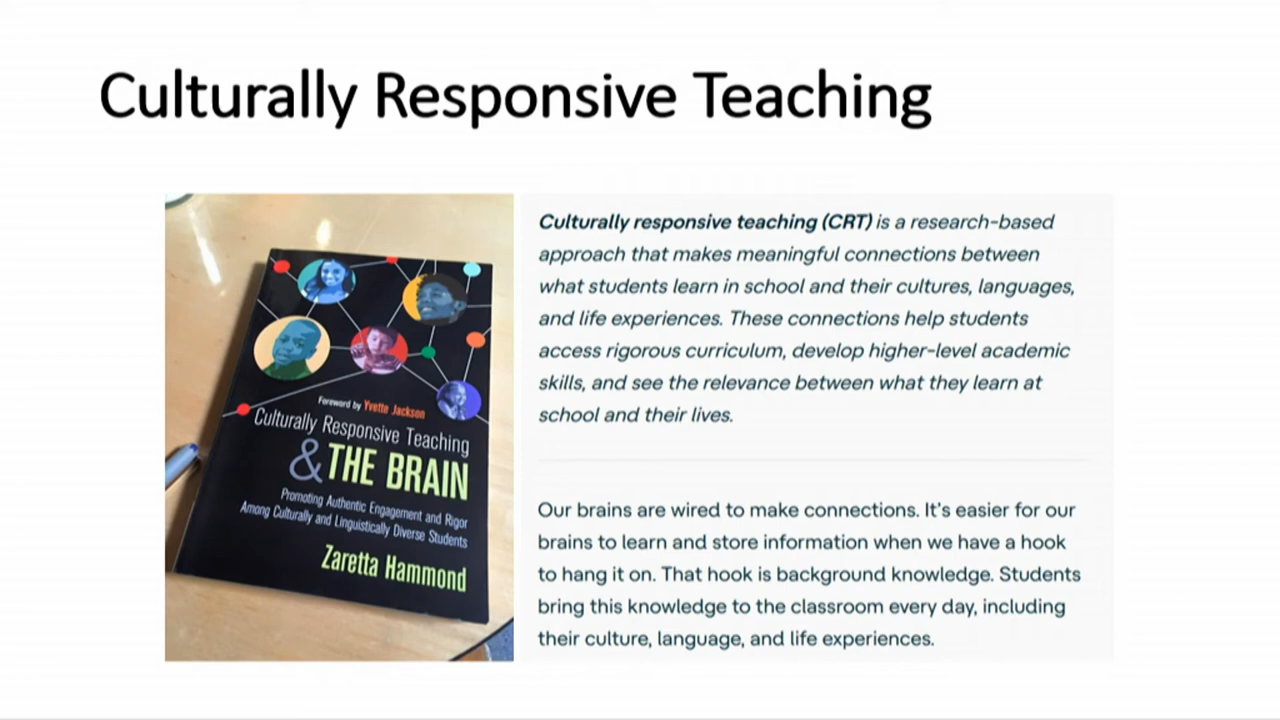 Culturally Responsive Teaching
Foreword by Yvette Jackson
Culturally Responsive Teaching
& THE BRAIN
Promoting Authentic Engagement and Rigor
Among Culturally and Linguistically Diverse Students
Zaretta Hammond
Culturally responsive teaching (CRT) is a research-based
approach that makes meaningful connections between
what students learn in school and their cultures, languages,
and life experiences. These connections help students
access rigorous curriculum, develop higher-level academic
skills, and see the relevance between what they learn at
school and their lives.
Our brains are wired to make connections. It's easier for our
brains to learn and store information when we have a hook
to hang it on. That hook is background knowledge. Students
bring this knowledge to the classroom every day, including
their culture, language, and life experiences.